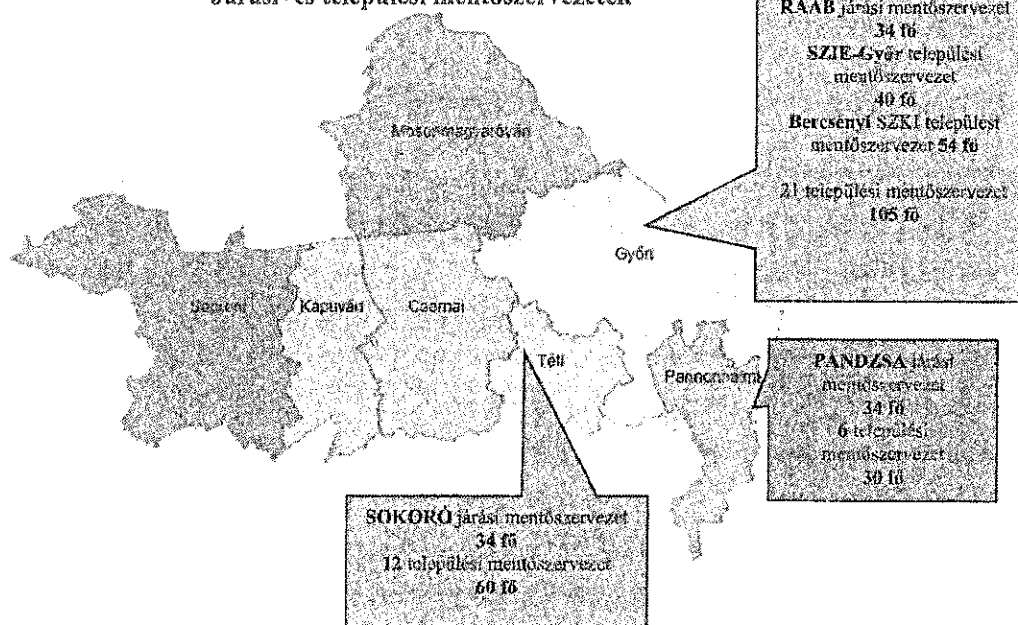 Járási- és települési mentőszervezetek
RAAB járási mentőszervezet
34 fő
SZIE-Győr települési
mentőszervezet
40 fő
Bercsényi SZKI települési
mentőszervezet 54 fő
21 települési mentőszervezet
105 fő
Mosonmagyaróvári
Győri
Soproni
Kapuvári
Csornai
Téti
Pannonhalmi
PANDZSA járási
mentőszervezet
34 fő
6 települési
mentőszervezet
30 fő
SOKORÓ járási mentőszervezet
34 fő
12 települési mentőszervezet
60 fő